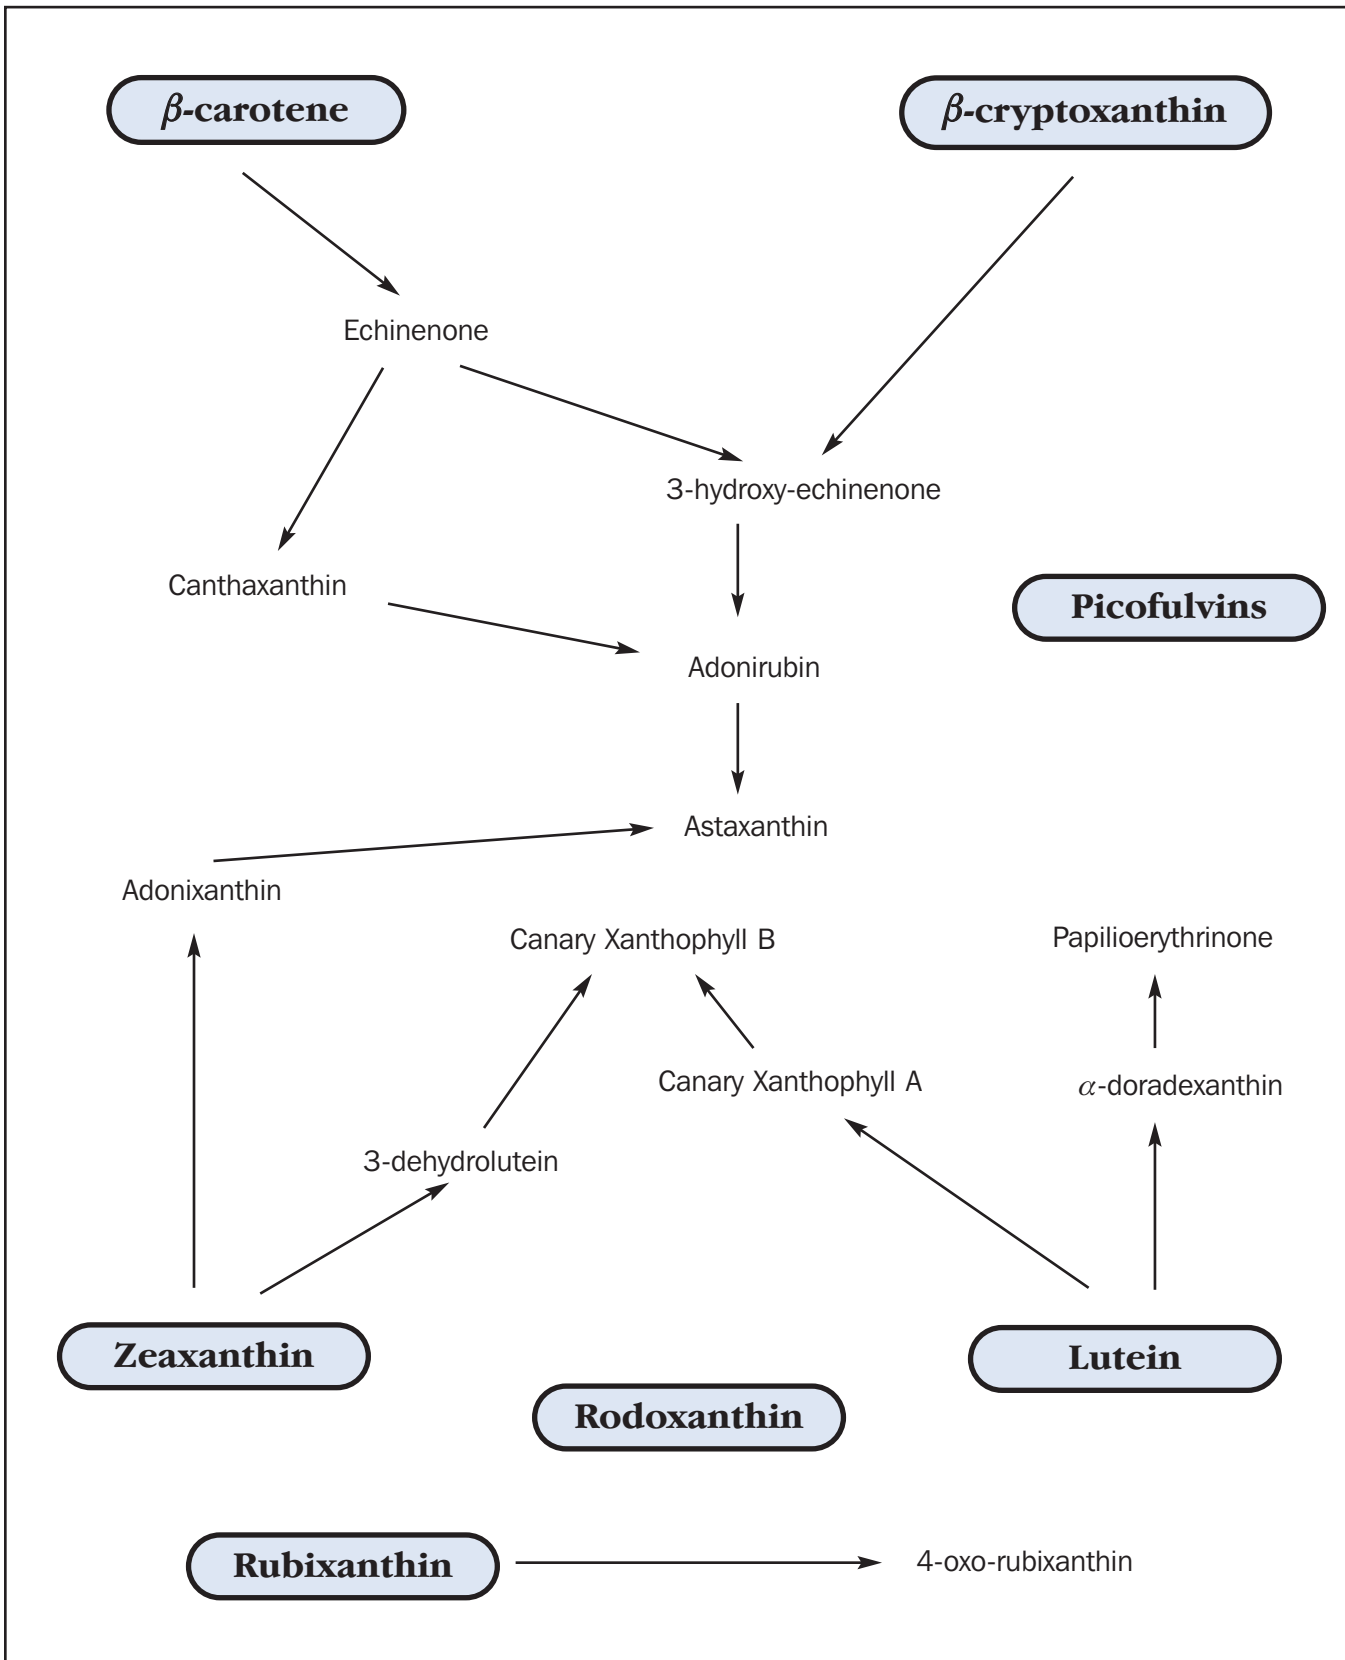 β-carotene
β-cryptoxanthin
Echinenone
3-hydroxy-echinenone
Canthaxanthin
Picofulvins
Adonirubin
Astaxanthin
Adonixanthin
Canary Xanthophyll B
Papilioerythrinone
Canary Xanthophyll A
α-doradexanthin
3-dehydrolutein
Zeaxanthin
Lutein
Rodoxanthin
Rubixanthin
4-oxo-rubixanthin